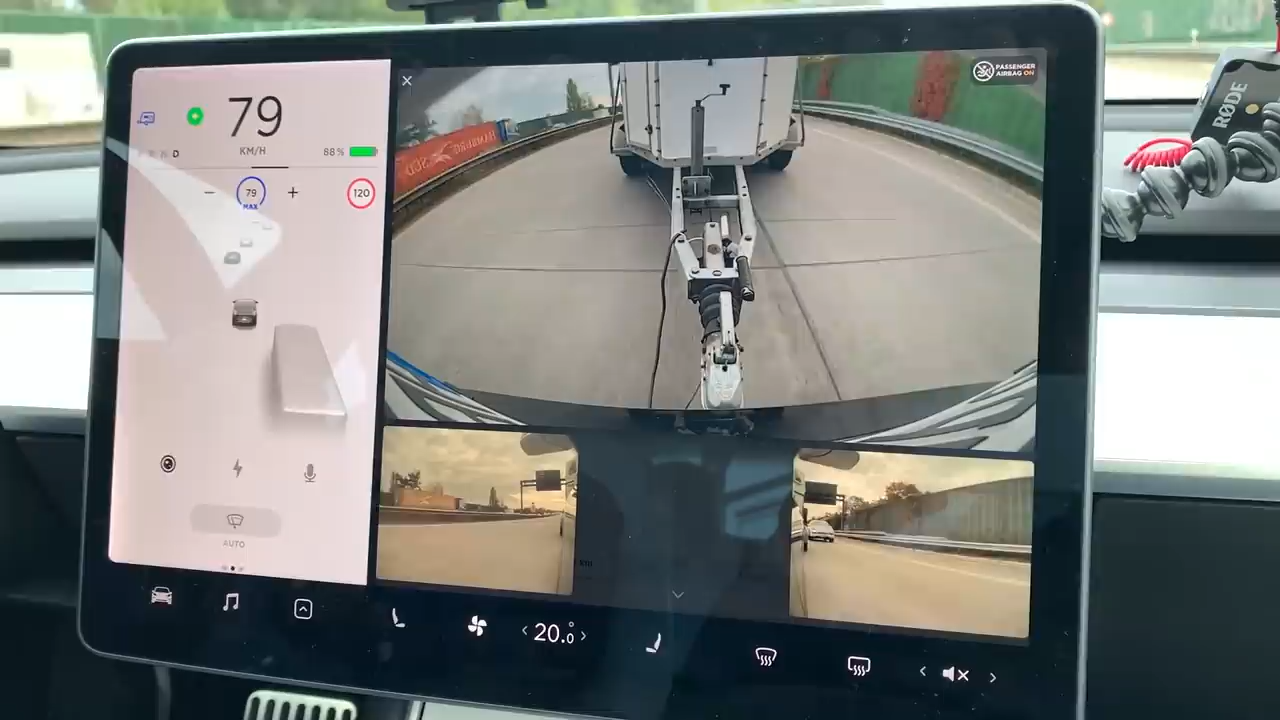 79
KM/H
D
88 %
79
MAX
120
AUTO
PASSENGER
AIRBAG ON
20.0
RØDE